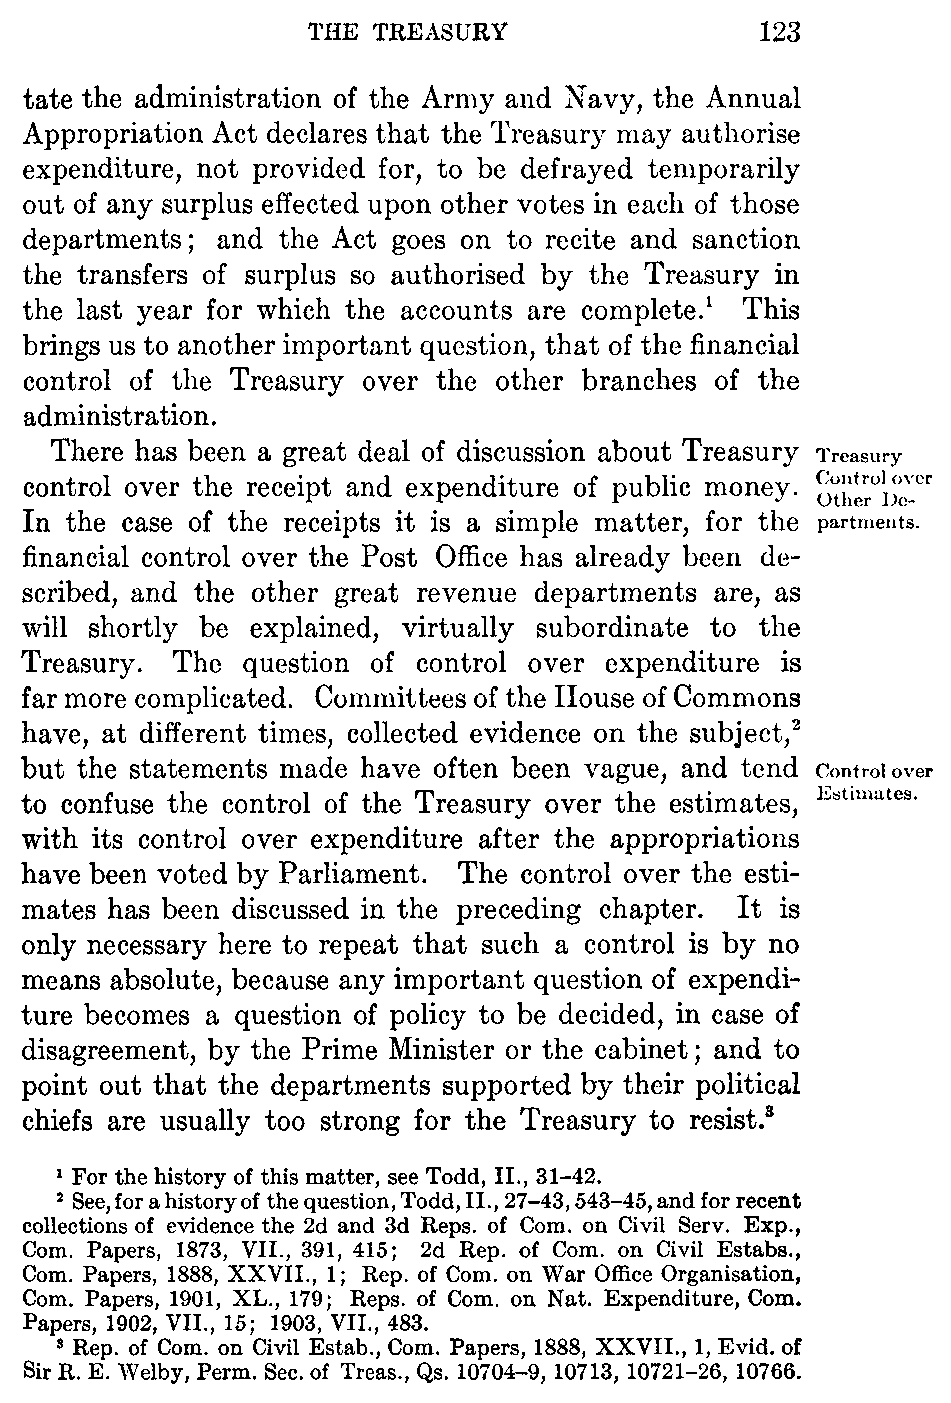 THE TREASURY 123
tate the administration of the Army and Navy, the Annual
Appropriation Act declares that the Treasury may authorise
expenditure, not provided for, to be defrayed temporarily
out of any surplus effected upon other votes in each of those
departments; and the Act goes on to recite and sanction
the transfers of surplus so authorised by the Treasury in
the last year for which the accounts are complete.¹ This
brings us to another important question, that of the financial
control of the Treasury over the other branches of the
administration.
There has been a great deal of discussion about Treasury
control over the receipt and expenditure of public money.
In the case of the receipts it is a simple matter, for the
financial control over the Post Office has already been de-
scribed, and the other great revenue departments are, as
will shortly be explained, virtually subordinate to the
Treasury. The question of control over expenditure is
far more complicated. Committees of the House of Commons
have, at different times, collected evidence on the subject,²
but the statements made have often been vague, and tend
to confuse the control of the Treasury over the estimates,
with its control over expenditure after the appropriations
have been voted by Parliament. The control over the esti-
mates has been discussed in the preceding chapter. It is
only necessary here to repeat that such a control is by no
means absolute, because any important question of expendi-
ture becomes a question of policy to be decided, in case of
disagreement, by the Prime Minister or the cabinet; and to
point out that the departments supported by their political
chiefs are usually too strong for the Treasury to resist.³
Treasury
Control over
Other De-
partments.
Control over
Estimates.
¹ For the history of this matter, see Todd, II., 31–42.
² See, for a history of the question, Todd, II., 27–43, 543–45, and for recent
collections of evidence the 2d and 3d Reps. of Com. on Civil Serv. Exp.,
Com. Papers, 1873, VII., 391, 415; 2d Rep. of Com. on Civil Estabs.,
Com. Papers, 1888, XXVII., 1; Rep. of Com. on War Office Organisation,
Com. Papers, 1901, XL., 179; Reps. of Com. on Nat. Expenditure, Com.
Papers, 1902, VII., 15; 1903, VII., 483.
³ Rep. of Com. on Civil Estab., Com. Papers, 1888, XXVII., 1, Evid. of
Sir R. E. Welby, Perm. Sec. of Treas., Qs. 10704–9, 10713, 10721–26, 10766.